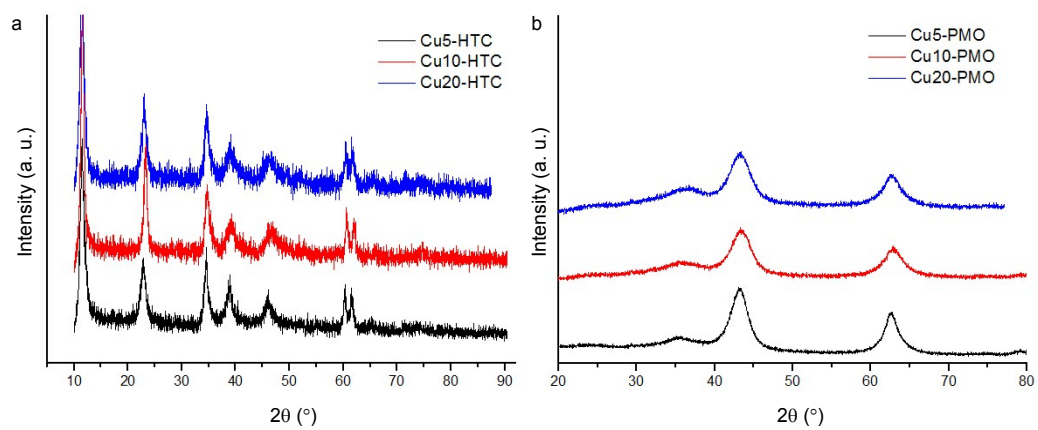 a
Cu5-HTC
Cu10-HTC
Cu20-HTC
Intensity (a. u.)
10 20 30 40 50 60 70 80 90
2θ (°)
b
Cu5-PMO
Cu10-PMO
Cu20-PMO
Intensity (a. u.)
20 30 40 50 60 70 80
2θ (°)